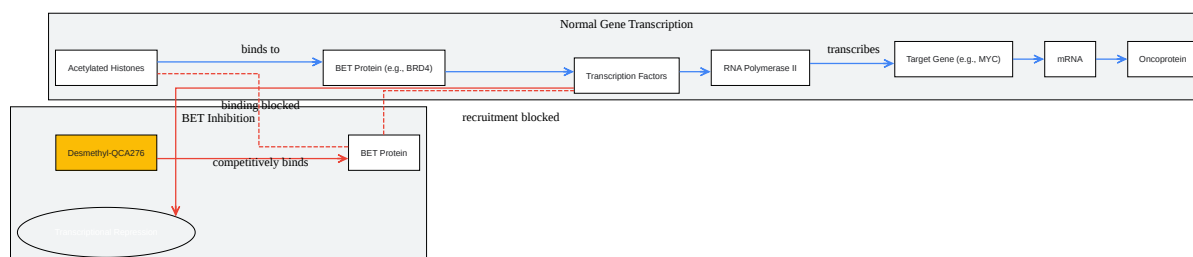 Normal Gene Transcription
binds to
transcribes
Acetylated Histones
BET Protein (e.g., BRD4)
Transcription Factors
RNA Polymerase II
Target Gene (e.g., MYC)
mRNA
Oncoprotein
binding blocked
BET Inhibition
recruitment blocked
Desmethyl-QCA276
competitively binds
BET Protein